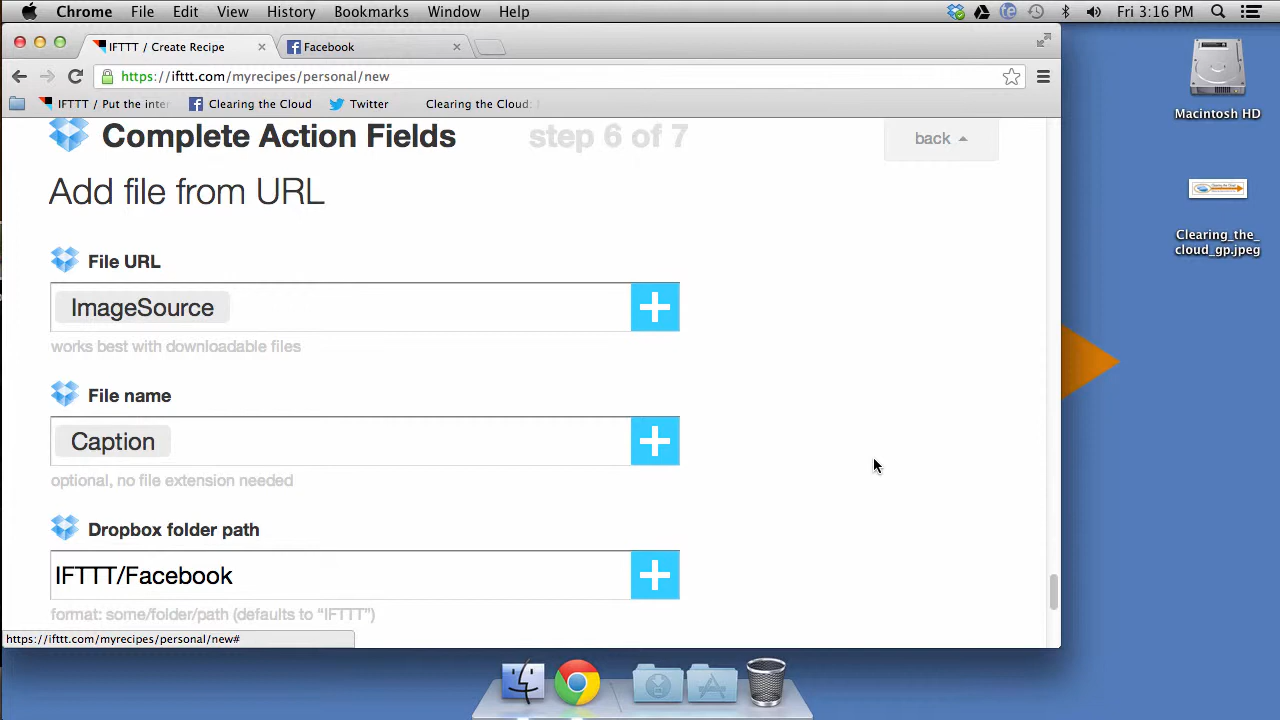 Chrome File Edit View History Bookmarks Window Help Fri 3:16 PM
IFTTT / Create Recipe Facebook
https://ifttt.com/myrecipes/personal/new
IFTTT / Put the inter Clearing the Cloud Twitter Clearing the Cloud:
Macintosh HD
Complete Action Fields step 6 of 7 back
Add file from URL
Clearing_the_
cloud_gp.jpeg
File URL
ImageSource
works best with downloadable files
File name
Caption
optional, no file extension needed
Dropbox folder path
IFTTT/Facebook
format: some/folder/path (defaults to “IFTTT”)
https://ifttt.com/myrecipes/personal/new#